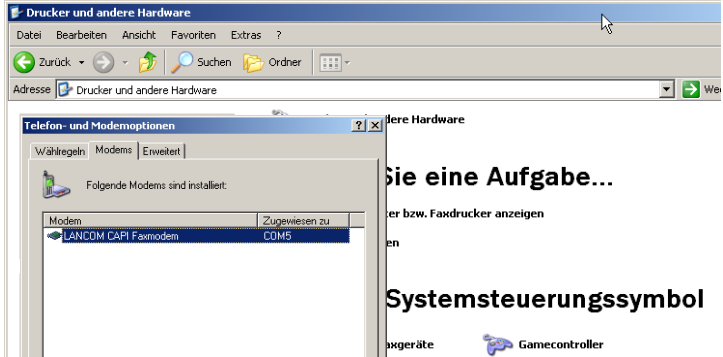 Drucker und andere Hardware
Datei Bearbeiten Ansicht Favoriten Extras ?
Zurück Suchen Ordner
Adresse Drucker und andere Hardware
dere Hardware
Telefon- und Modemoptionen ? X
Wählregeln Modems Erweitert
Folgende Modems sind installiert:
Modem Zugewiesen zu
LANCOM CAPI Faxmodem COM5
Sie eine Aufgabe...
er bzw. Faxdrucker anzeigen
en
Systemsteuerungssymbol
axgeräte Gamecontroller